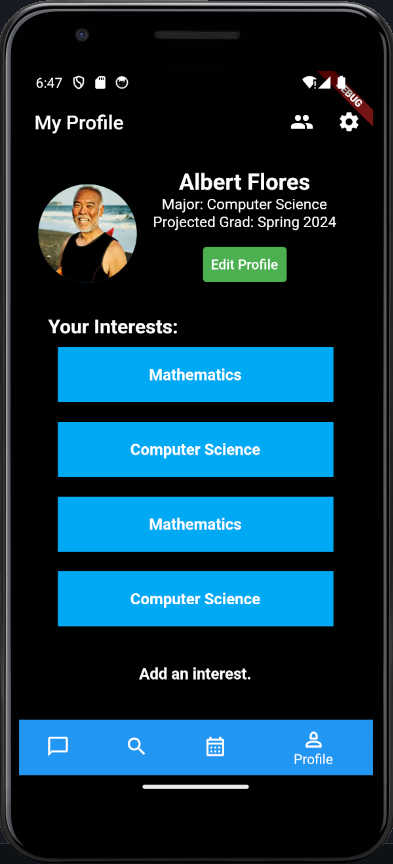 6:47
DEBUG
My Profile
Albert Flores
Major: Computer Science
Projected Grad: Spring 2024
Edit Profile
Your Interests:
Mathematics
Computer Science
Mathematics
Computer Science
Add an interest.
Profile